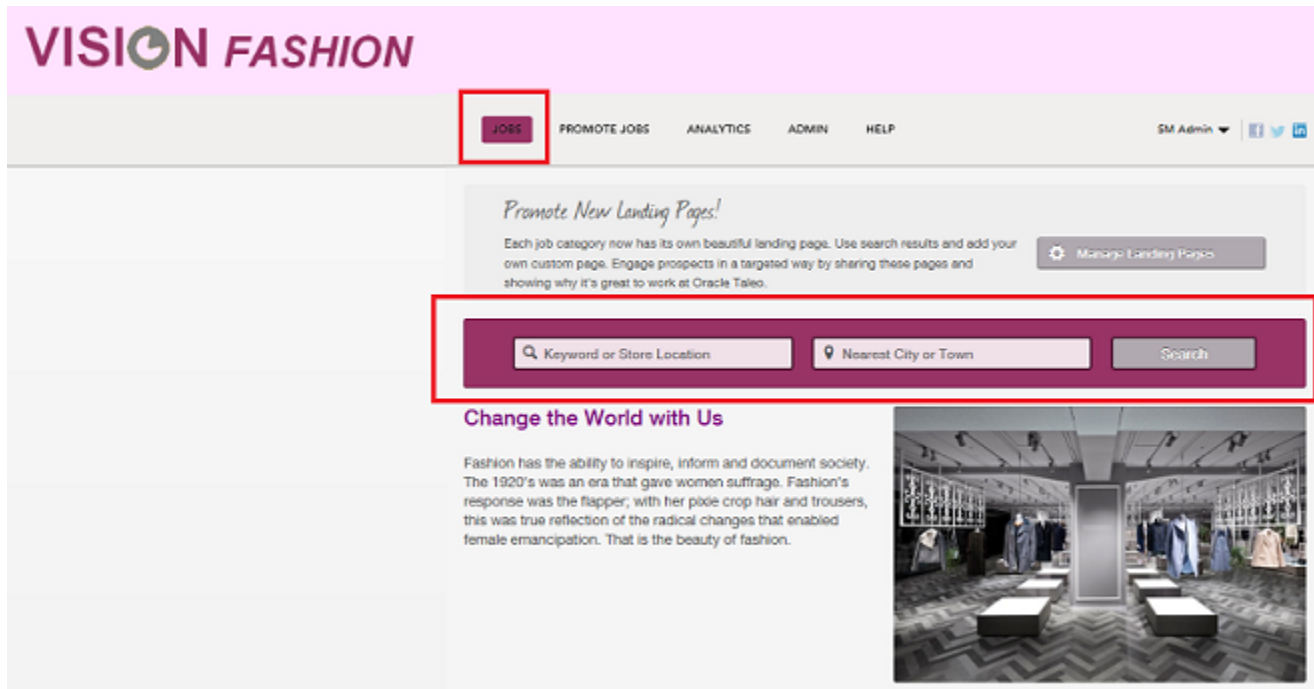 VISION FASHION
JOBS PROMOTE JOBS ANALYTICS ADMIN HELP SM Admin
Promote New Landing Pages!
Each job category now has its own beautiful landing page. Use search results and add your
own custom page. Engage prospects in a targeted way by sharing these pages and
showing why it's great to work at Oracle Taleo.
Manage Landing Pages
Keyword or Store Location
Nearest City or Town
Search
Change the World with Us
Fashion has the ability to inspire, inform and document society.
The 1920's was an era that gave women suffrage. Fashion's
response was the flapper; with her pixie crop hair and trousers,
this was true reflection of the radical changes that enabled
female emancipation. That is the beauty of fashion.